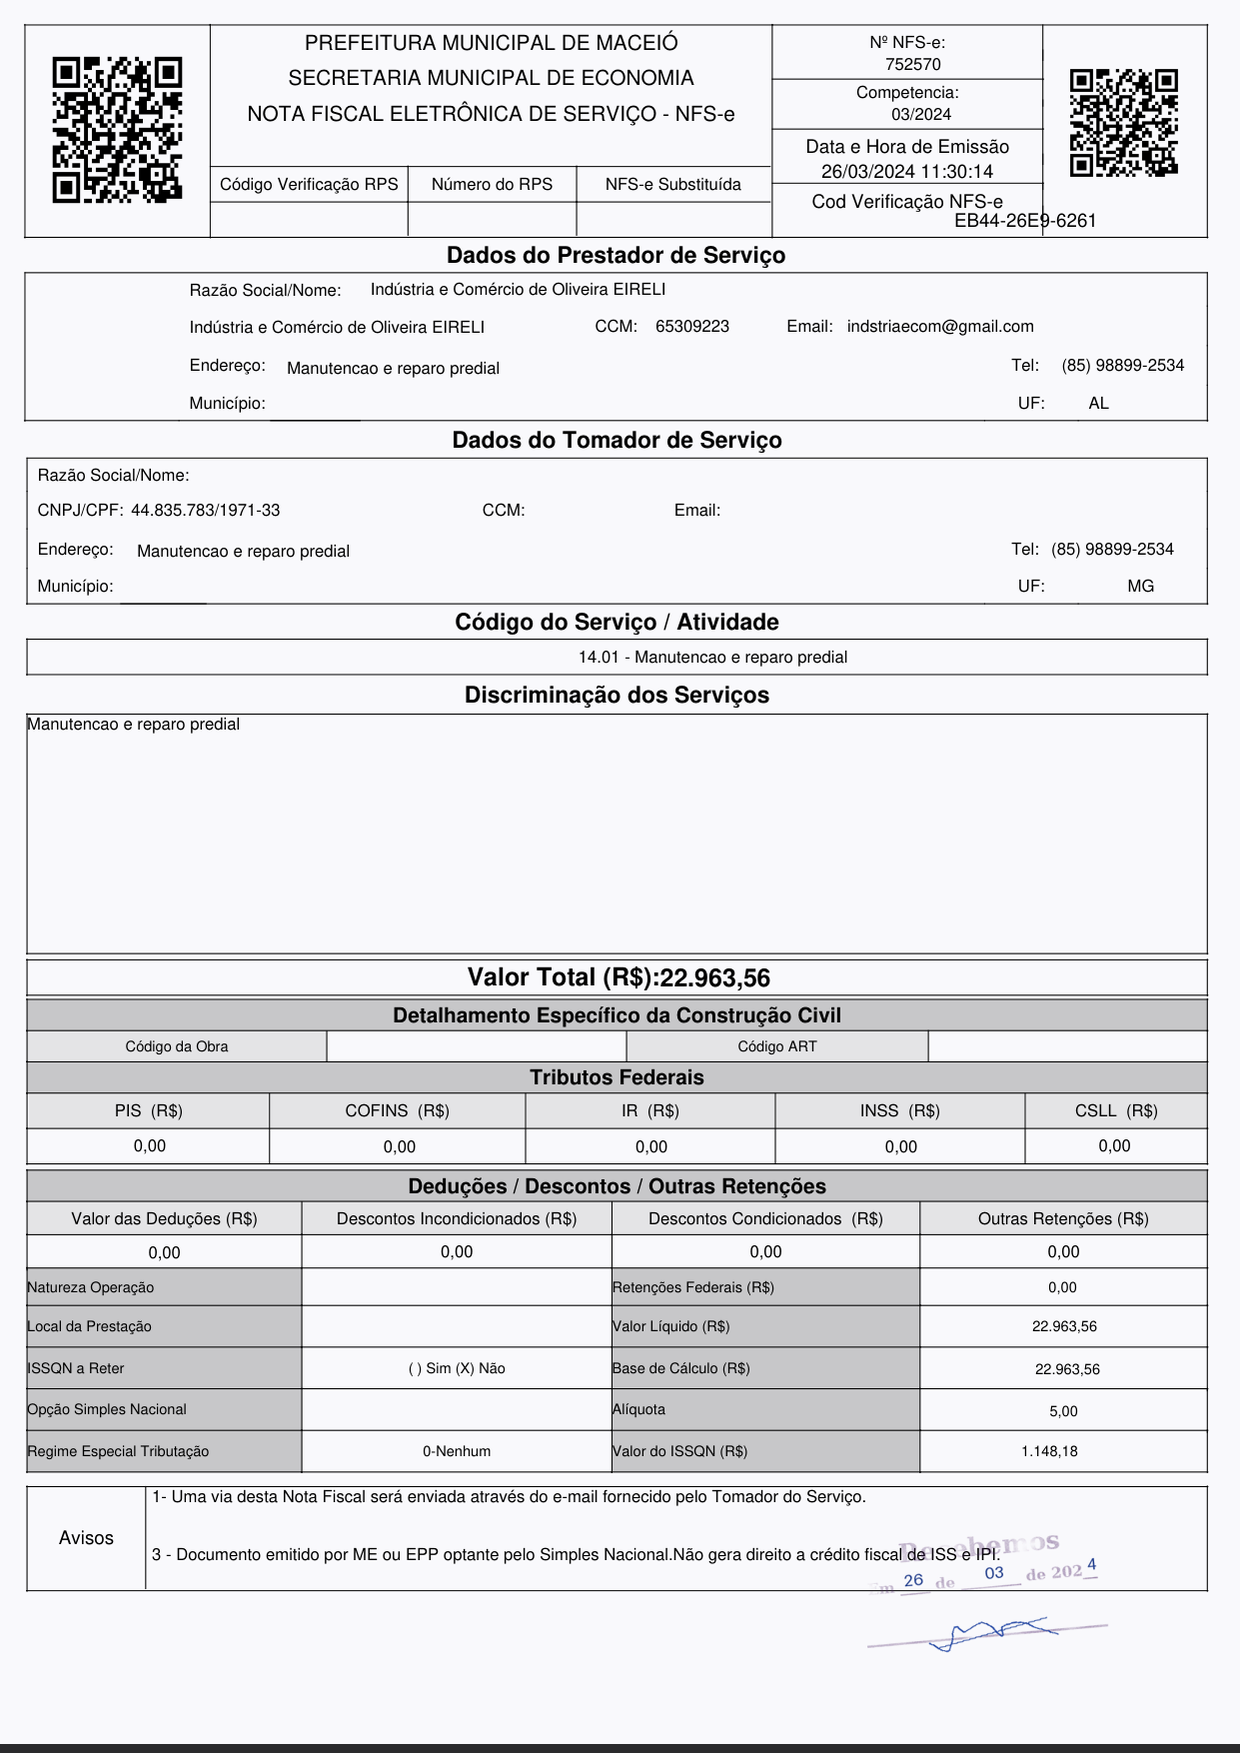 PREFEITURA MUNICIPAL DE MACEIÓ
SECRETARIA MUNICIPAL DE ECONOMIA
NOTA FISCAL ELETRÔNICA DE SERVIÇO - NFS-e
Código Verificação RPS Número do RPS NFS-e Substituída
Nº NFS-e:
752570
Competencia:
03/2024
Data e Hora de Emissão
26/03/2024 11:30:14
Cod Verificação NFS-e
EB44-26E9-6261
Dados do Prestador de Serviço
Razão Social/Nome: Indústria e Comércio de Oliveira EIRELI
Indústria e Comércio de Oliveira EIRELI CCM: 65309223 Email: indstriaecom@gmail.com
Endereço: Manutencao e reparo predial Tel: (85) 98899-2534
Município: UF: AL
Dados do Tomador de Serviço
Razão Social/Nome:
CNPJ/CPF: 44.835.783/1971-33 CCM: Email:
Endereço: Manutencao e reparo predial Tel: (85) 98899-2534
Município: UF: MG
Código do Serviço / Atividade
14.01 - Manutencao e reparo predial
Discriminação dos Serviços
Manutencao e reparo predial
Valor Total (R$):22.963,56
Detalhamento Específico da Construção Civil
Código da Obra Código ART
Tributos Federais
PIS (R$) COFINS (R$) IR (R$) INSS (R$) CSLL (R$)
0,00 0,00 0,00 0,00 0,00
Deduções / Descontos / Outras Retenções
Valor das Deduções (R$) Descontos Incondicionados (R$) Descontos Condicionados (R$) Outras Retenções (R$)
0,00 0,00 0,00 0,00
Natureza Operação Retenções Federais (R$) 0,00
Local da Prestação Valor Líquido (R$) 22.963,56
ISSQN a Reter ( ) Sim (X) Não Base de Cálculo (R$) 22.963,56
Opção Simples Nacional Alíquota 5,00
Regime Especial Tributação 0-Nenhum Valor do ISSQN (R$) 1.148,18
Avisos
1- Uma via desta Nota Fiscal será enviada através do e-mail fornecido pelo Tomador do Serviço.
3 - Documento emitido por ME ou EPP optante pelo Simples Nacional.Não gera direito a crédito fiscal de ISS e IPI.
Recebemos
Em 26 de 03 de 2024